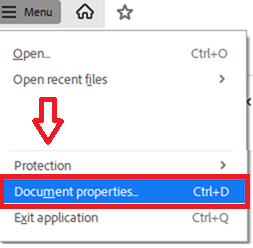 Menu
Open... Ctrl+O
Open recent files
Protection
Document properties... Ctrl+D
Exit application Ctrl+Q